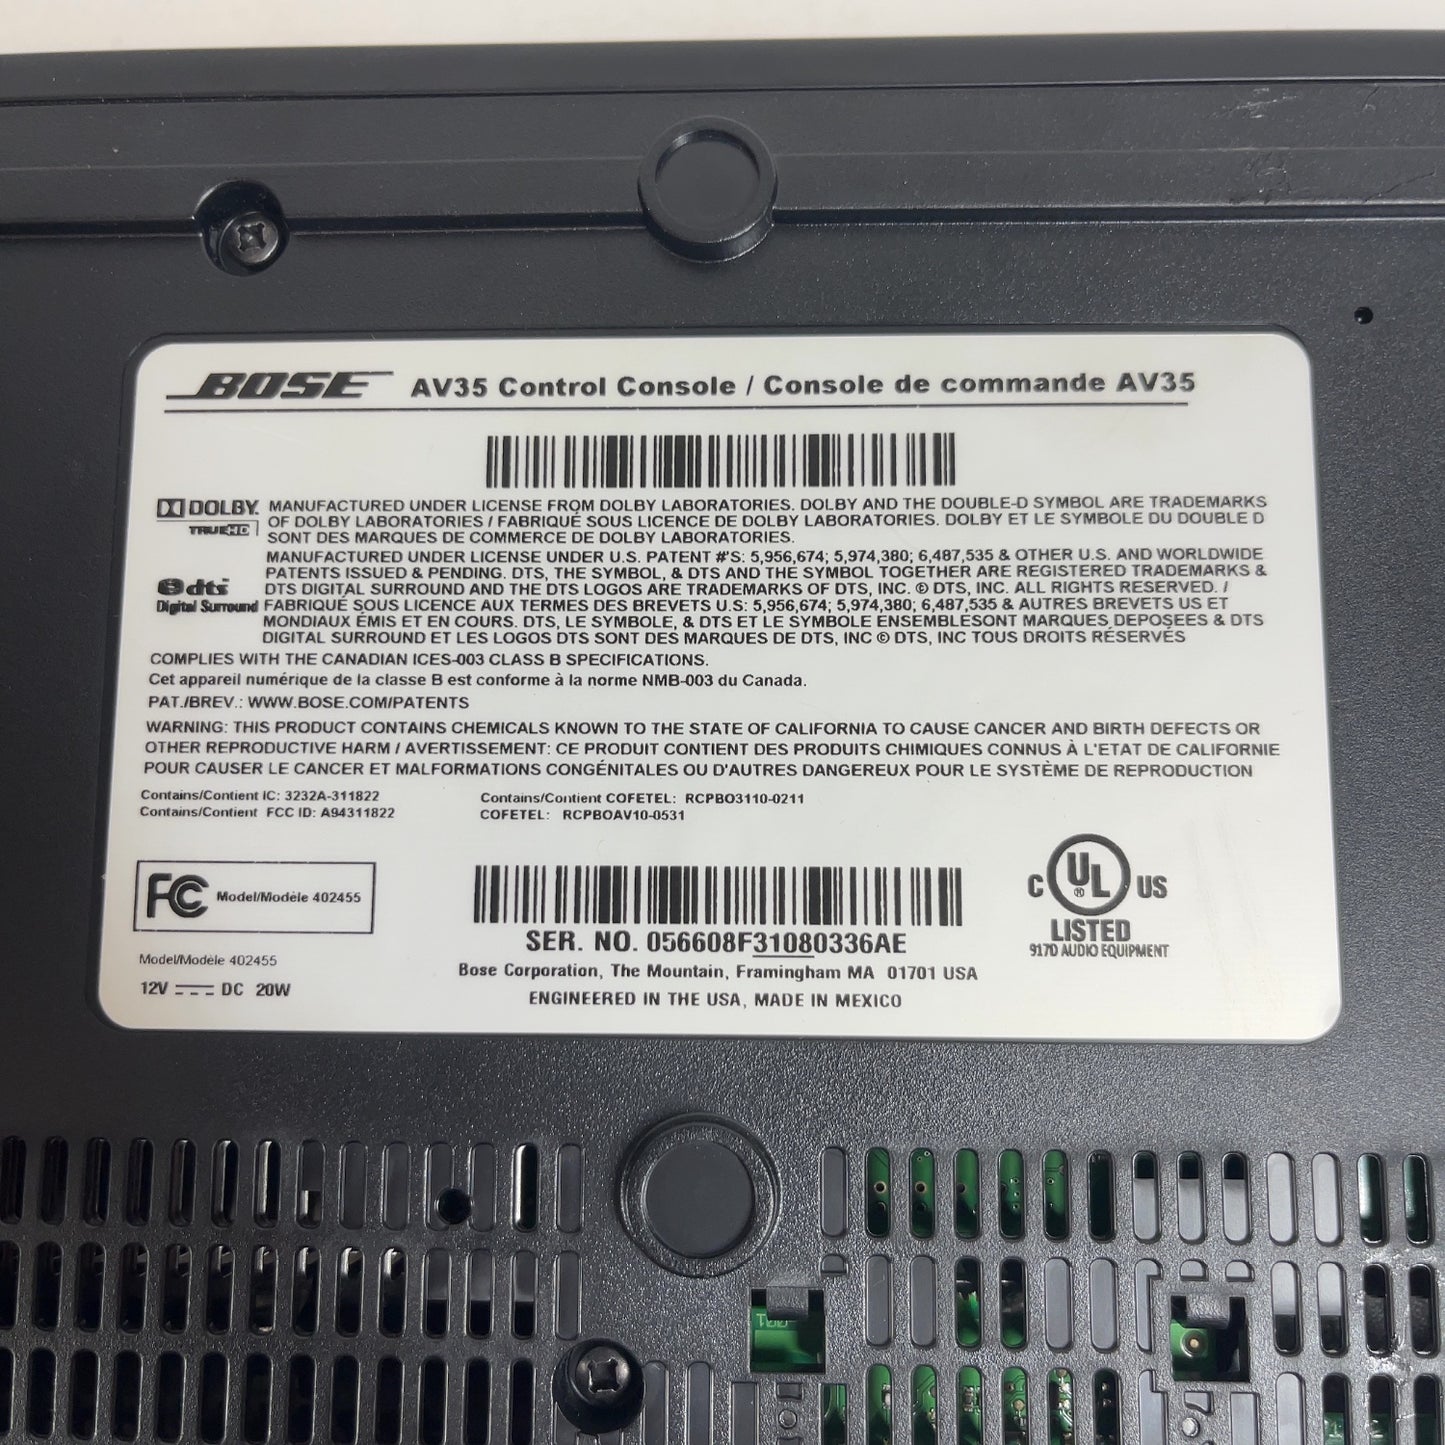 BOSE AV35 Control Console / Console de commande AV35
DOLBY TRUEHD
MANUFACTURED UNDER LICENSE FROM DOLBY LABORATORIES. DOLBY AND THE DOUBLE-D SYMBOL ARE TRADEMARKS
OF DOLBY LABORATORIES / FABRIQUÉ SOUS LICENCE DE DOLBY LABORATORIES. DOLBY ET LE SYMBOLE DU DOUBLE D
SONT DES MARQUES DE COMMERCE DE DOLBY LABORATORIES.
dts Digital Surround
MANUFACTURED UNDER LICENSE UNDER U.S. PATENT #'S: 5,956,674; 5,974,380; 6,487,535 & OTHER U.S. AND WORLDWIDE
PATENTS ISSUED & PENDING. DTS, THE SYMBOL, & DTS AND THE SYMBOL TOGETHER ARE REGISTERED TRADEMARKS &
DTS DIGITAL SURROUND AND THE DTS LOGOS ARE TRADEMARKS OF DTS, INC. © DTS, INC. ALL RIGHTS RESERVED. /
FABRIQUÉ SOUS LICENCE AUX TERMES DES BREVETS U.S: 5,956,674; 5,974,380; 6,487,535 & AUTRES BREVETS US ET
MONDIAUX ÉMIS ET EN COURS. DTS, LE SYMBOLE, & DTS ET LE SYMBOLE ENSEMBLESONT MARQUES DEPOSEES & DTS
DIGITAL SURROUND ET LES LOGOS DTS SONT DES MARQUES DE DTS, INC © DTS, INC TOUS DROITS RÉSERVÉS
COMPLIES WITH THE CANADIAN ICES-003 CLASS B SPECIFICATIONS.
Cet appareil numérique de la classe B est conforme à la norme NMB-003 du Canada.
PAT./BREV.: WWW.BOSE.COM/PATENTS
WARNING: THIS PRODUCT CONTAINS CHEMICALS KNOWN TO THE STATE OF CALIFORNIA TO CAUSE CANCER AND BIRTH DEFECTS OR
OTHER REPRODUCTIVE HARM / AVERTISSEMENT: CE PRODUIT CONTIENT DES PRODUITS CHIMIQUES CONNUS À L'ETAT DE CALIFORNIE
POUR CAUSER LE CANCER ET MALFORMATIONS CONGÉNITALES OU D'AUTRES DANGEREUX POUR LE SYSTÈME DE REPRODUCTION
Contains/Contient IC: 3232A-311822
Contains/Contient FCC ID: A94311822
Contains/Contient COFETEL: RCPBO3110-0211
COFETEL: RCPBOAV10-0531
FC Model/Modèle 402455
Model/Modèle 402455
12V DC 20W
SER. NO. 056608F31080336AE
Bose Corporation, The Mountain, Framingham MA 01701 USA
ENGINEERED IN THE USA, MADE IN MEXICO
C UL® US
LISTED
917D AUDIO EQUIPMENT